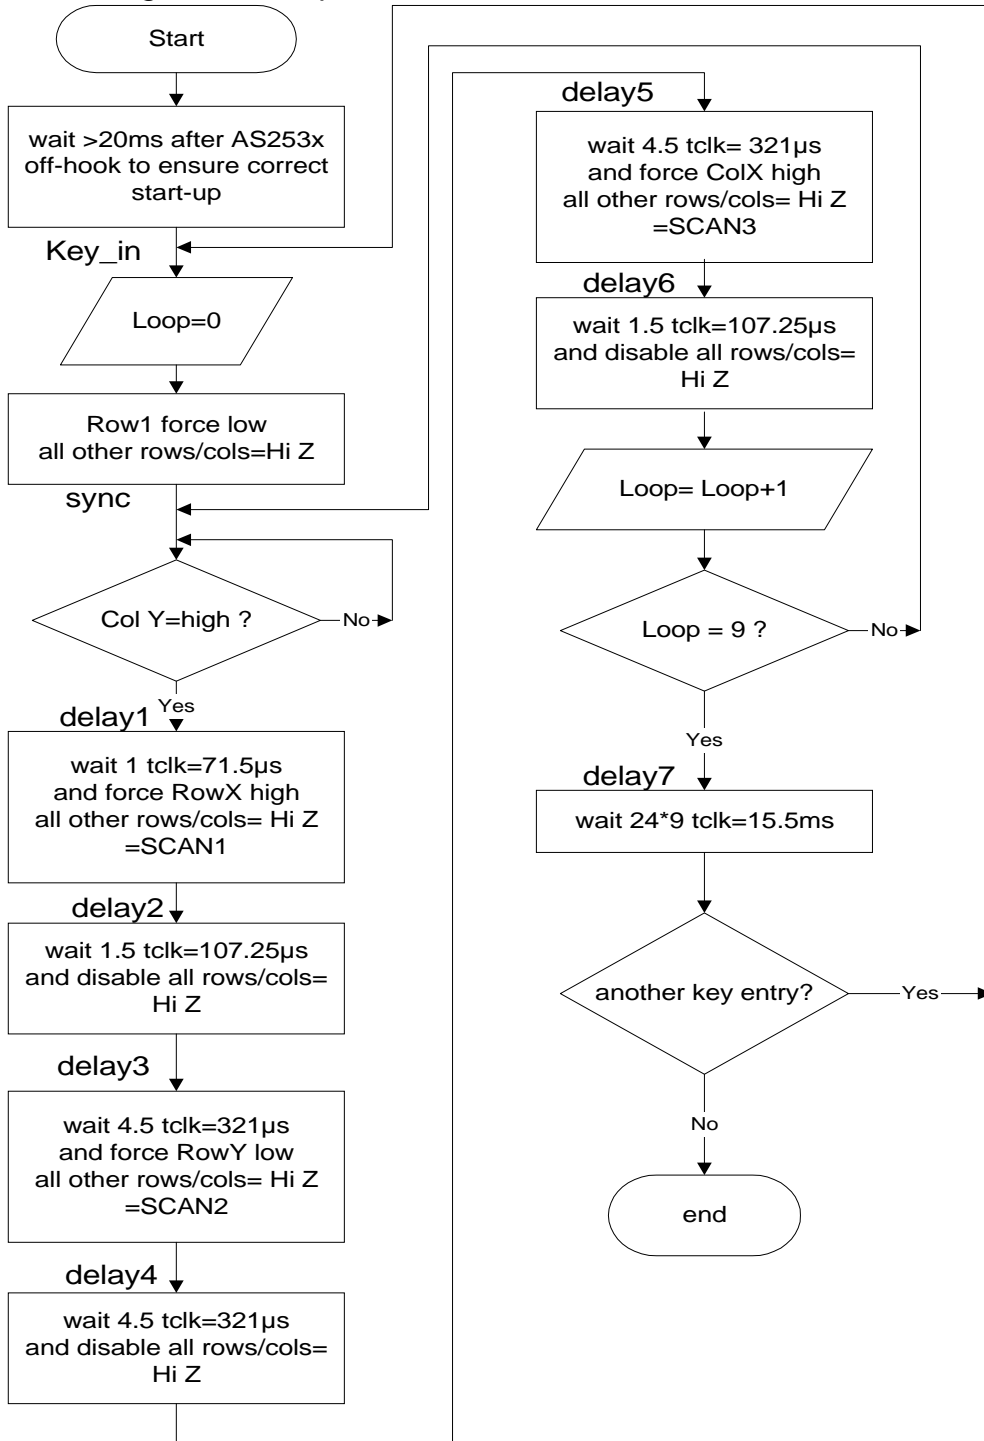 Start
wait >20ms after AS253x
off-hook to ensure correct
start-up
Key_in
Loop=0
Row1 force low
all other rows/cols=Hi Z
sync
Col Y=high ?
No
Yes
delay1
wait 1 tclk=71.5µs
and force RowX high
all other rows/cols= Hi Z
=SCAN1
delay2
wait 1.5 tclk=107.25µs
and disable all rows/cols=
Hi Z
delay3
wait 4.5 tclk=321µs
and force RowY low
all other rows/cols= Hi Z
=SCAN2
delay4
wait 4.5 tclk=321µs
and disable all rows/cols=
Hi Z
delay5
wait 4.5 tclk= 321µs
and force ColX high
all other rows/cols= Hi Z
=SCAN3
delay6
wait 1.5 tclk=107.25µs
and disable all rows/cols=
Hi Z
Loop= Loop+1
Loop = 9 ?
No
Yes
delay7
wait 24*9 tclk=15.5ms
another key entry?
Yes
No
end